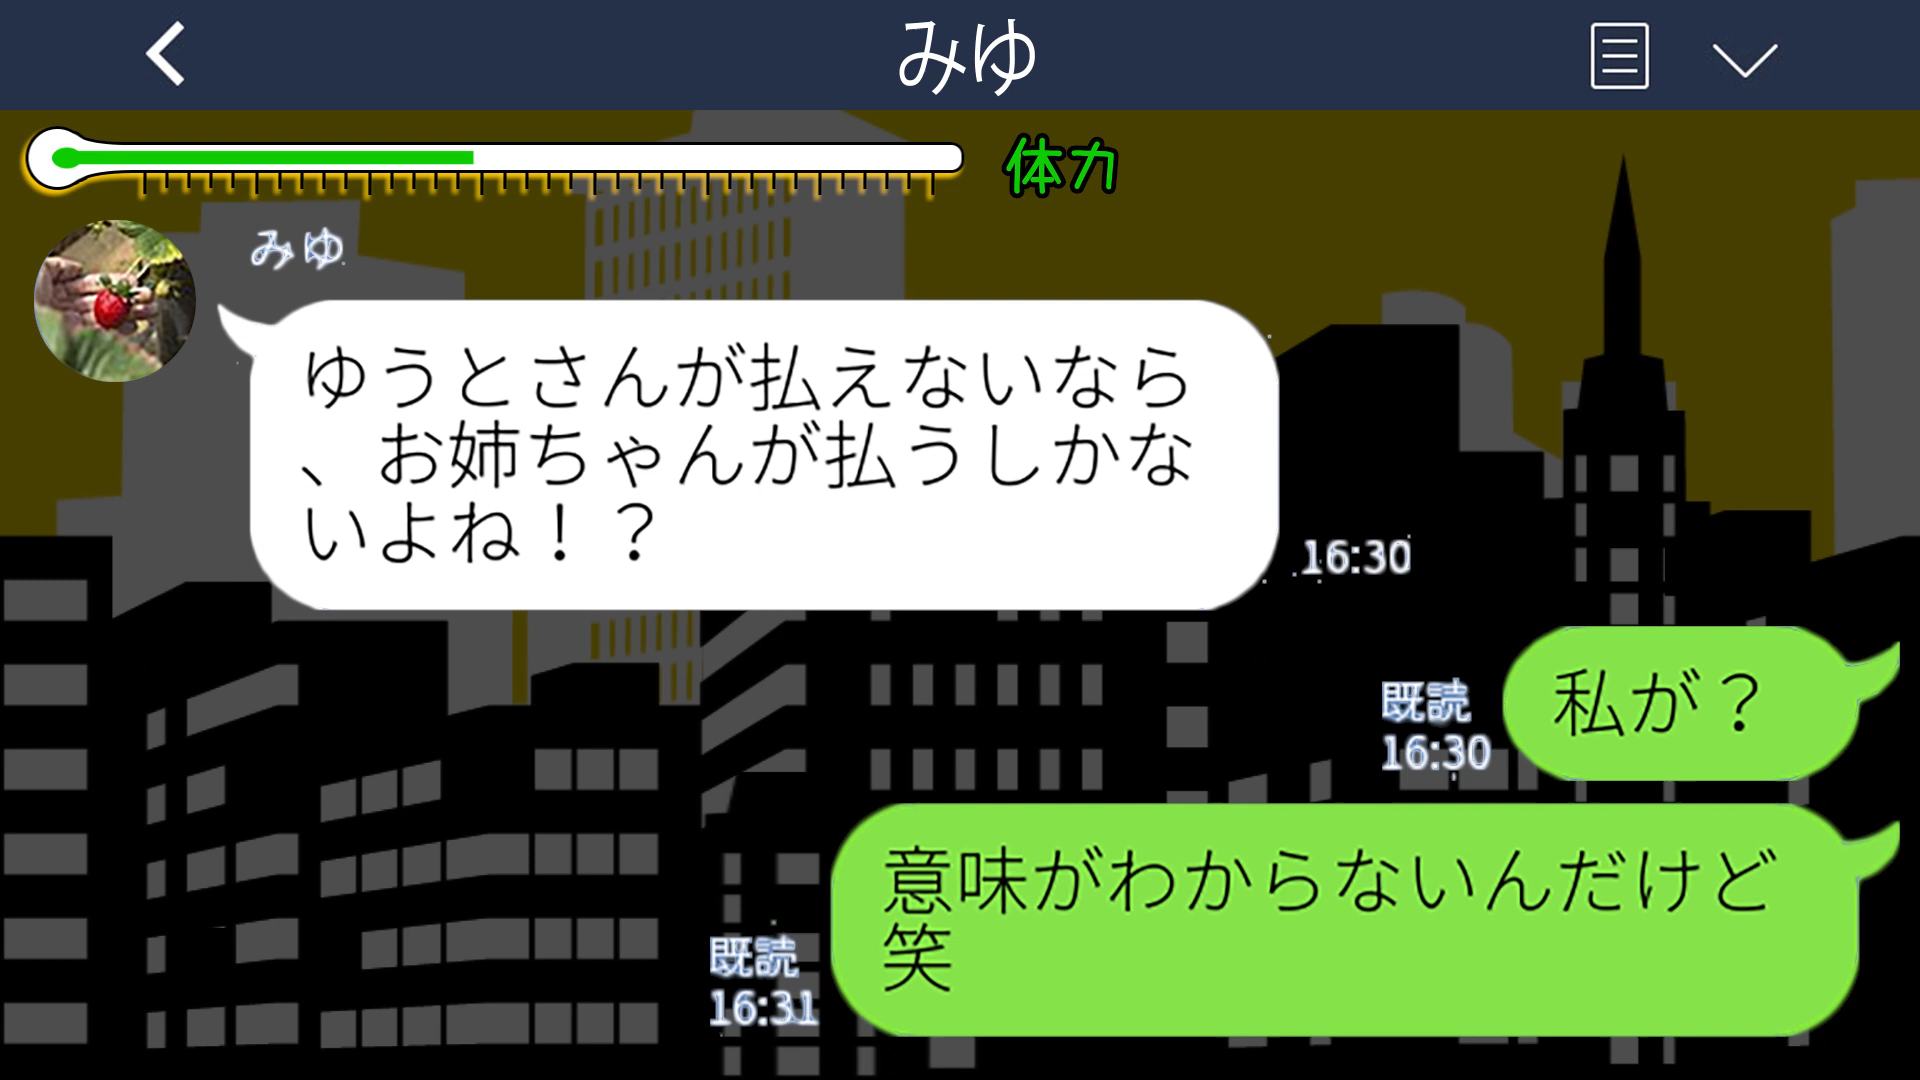 みゆ
体力
みゆ
ゆうとさんが払えないなら
、お姉ちゃんが払うしかな
いよね！？
16:30
私が？
既読
16:30
意味がわからないんだけど
笑
既読
16:31